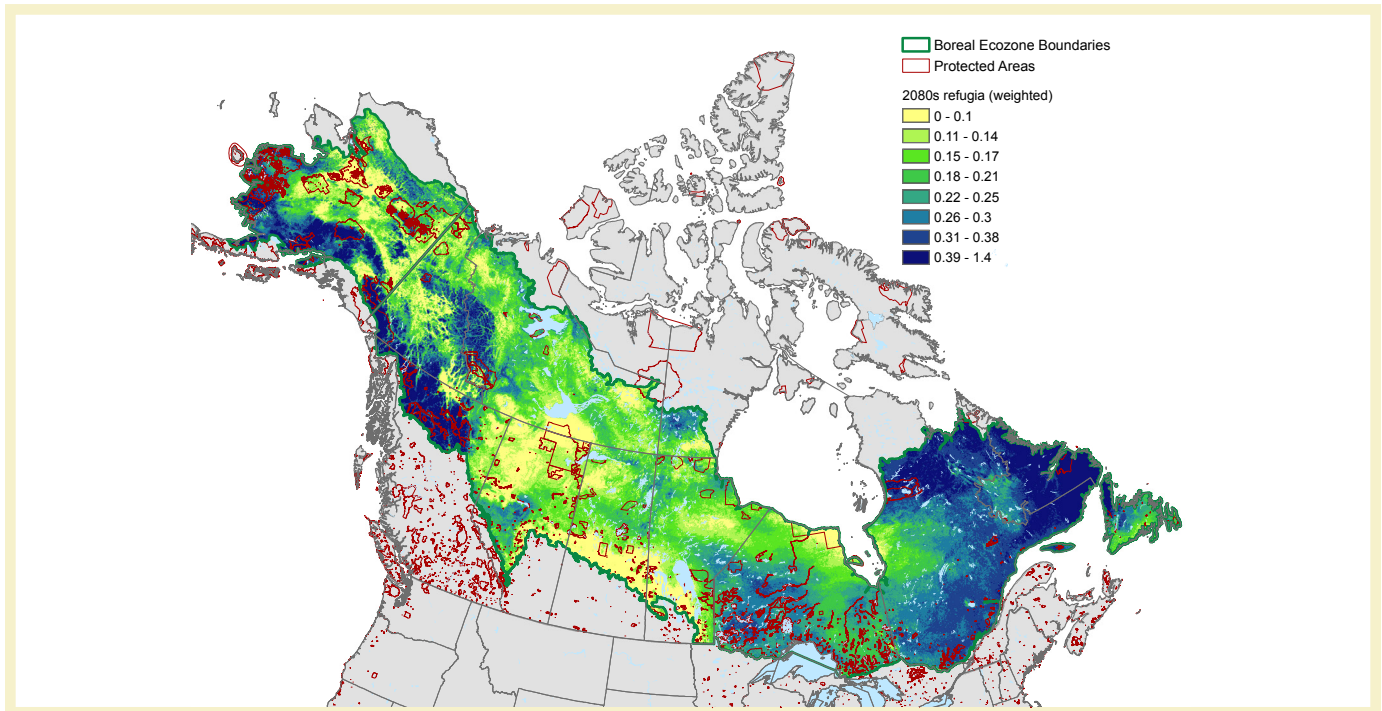 Boreal Ecozone Boundaries
Protected Areas
2080s refugia (weighted)
0 - 0.1
0.11 - 0.14
0.15 - 0.17
0.18 - 0.21
0.22 - 0.25
0.26 - 0.3
0.31 - 0.38
0.39 - 1.4